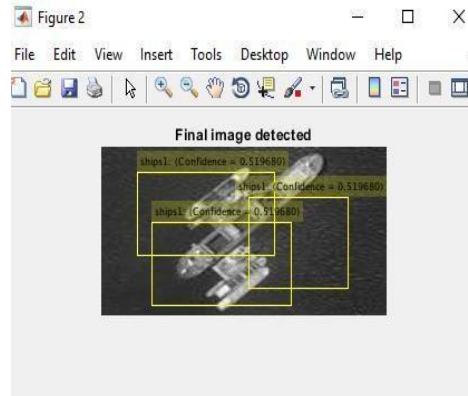 Figure 2
File Edit View Insert Tools Desktop Window Help
Final image detected
ships1: (Confidence = 0.519680)
ships1: (Confidence = 0.519680)
ships1: (Confidence = 0.519680)